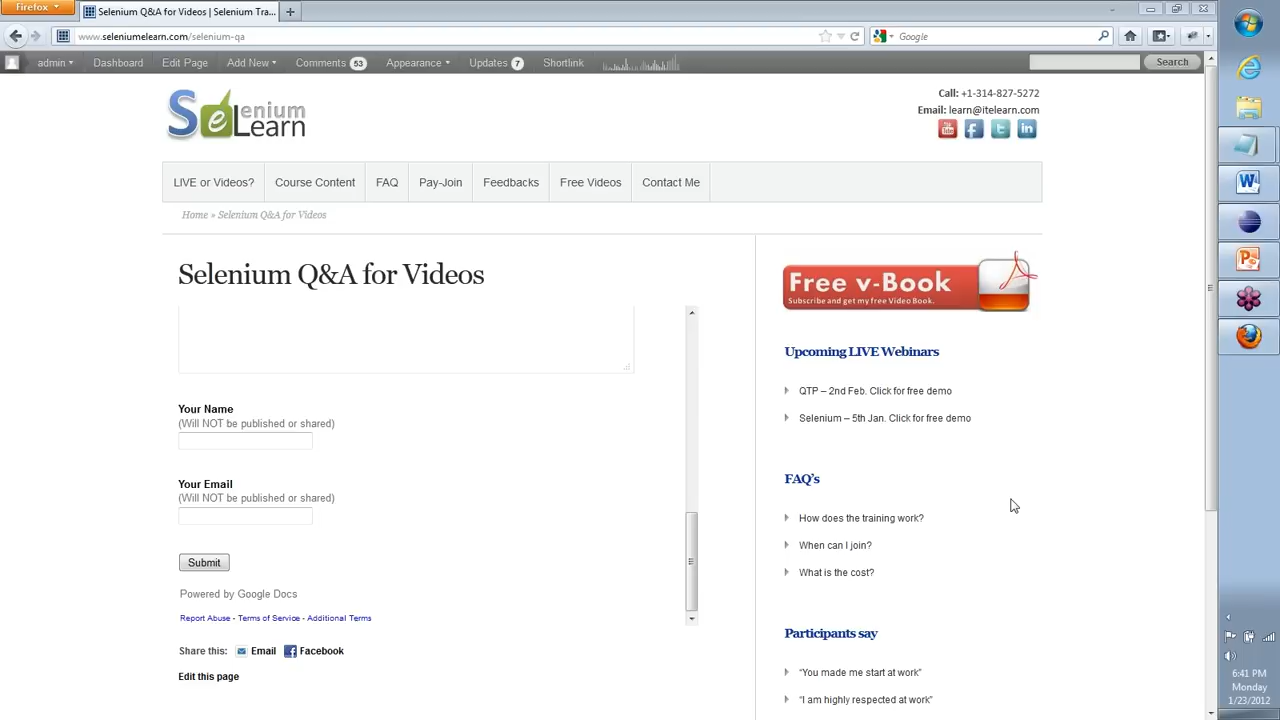 Firefox
Selenium Q&A for Videos | Selenium Tra...
www.seleniumelearn.com/selenium-qa
Google
admin Dashboard Edit Page Add New Comments 53 Appearance Updates 7 Shortlink Search
Selenium
eLearn
Call: +1-314-827-5272
Email: learn@itelearn.com
You Tube f t in
LIVE or Videos? Course Content FAQ Pay-Join Feedbacks Free Videos Contact Me
Home » Selenium Q&A for Videos
Selenium Q&A for Videos
Your Name
(Will NOT be published or shared)
Your Email
(Will NOT be published or shared)
Submit
Powered by Google Docs
Report Abuse - Terms of Service - Additional Terms
Share this: Email Facebook
Edit this page
Free v-Book
Subscribe and get my free Video Book.
Upcoming LIVE Webinars
QTP – 2nd Feb. Click for free demo
Selenium – 5th Jan. Click for free demo
FAQ's
How does the training work?
When can I join?
What is the cost?
Participants say
“You made me start at work”
“I am highly respected at work”
6:41 PM
Monday
1/23/2012